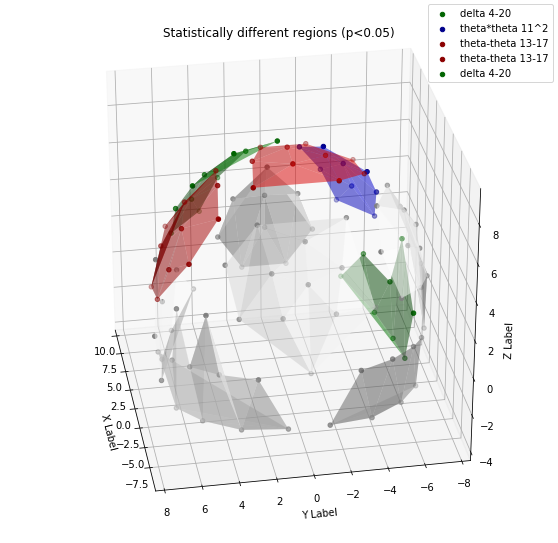 delta 4-20
theta*theta 11^2
theta-theta 13-17
theta-theta 13-17
delta 4-20
Statistically different regions (p<0.05)
8
6
4
2
0
−2
−4
Z Label
10.0
7.5
5.0
2.5
0.0
−2.5
−5.0
−7.5
X Label
8
6
4
2
0
−2
−4
−6
−8
Y Label